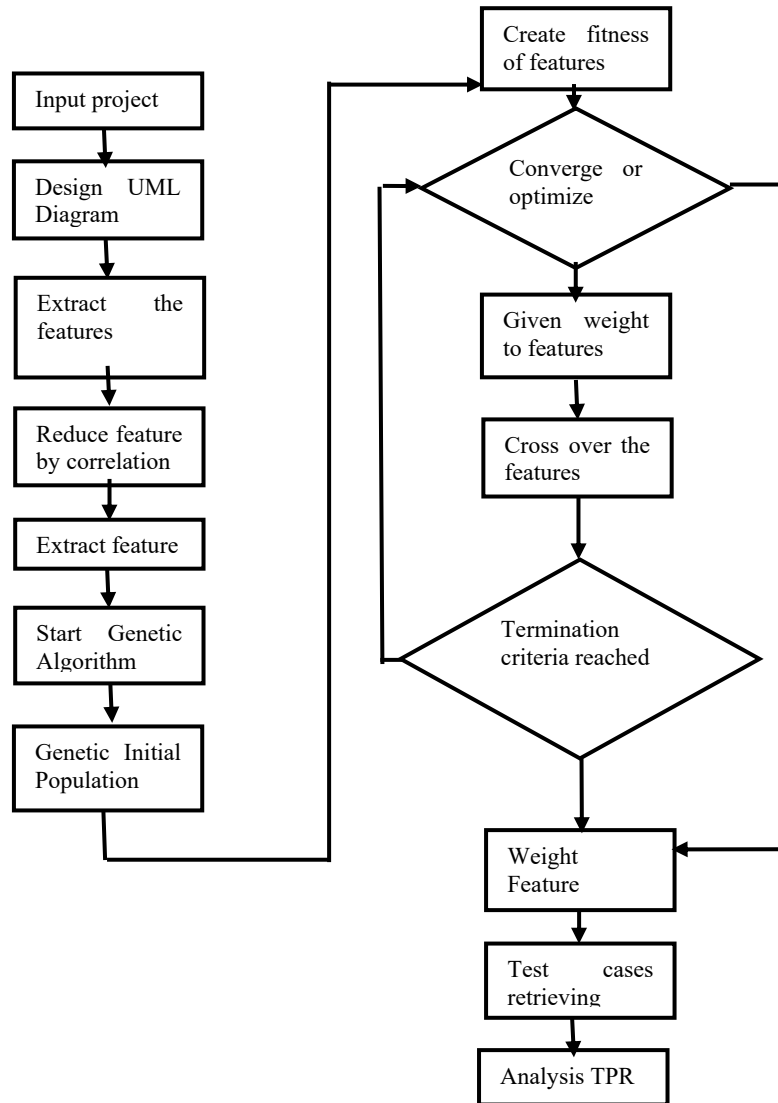 Input project
Design UML
Diagram
Extract the
features
Reduce feature
by correlation
Extract feature
Start Genetic
Algorithm
Genetic Initial
Population
Create fitness
of features
Converge or
optimize
Given weight
to features
Cross over the
features
Termination
criteria reached
Weight
Feature
Test cases
retrieving
Analysis TPR